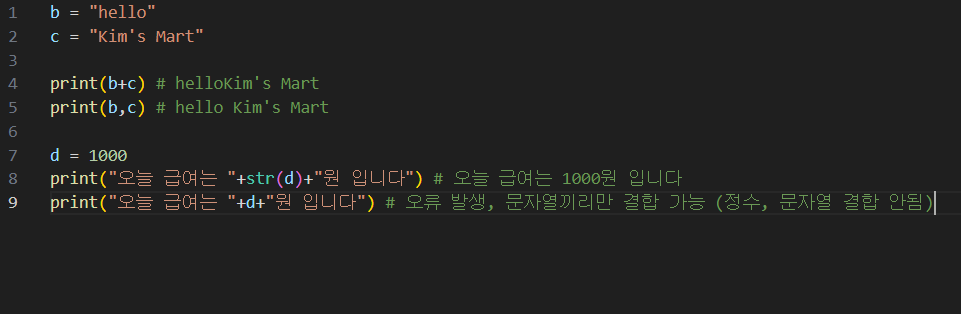 1 b = "hello"
2 c = "Kim's Mart"
3
4 print(b+c) # helloKim's Mart
5 print(b,c) # hello Kim's Mart
6
7 d = 1000
8 print("오늘 급여는 "+str(d)+"원 입니다") # 오늘 급여는 1000원 입니다
9 print("오늘 급여는 "+d+"원 입니다") # 오류 발생, 문자열끼리만 결합 가능 (정수, 문자열 결합 안됨)